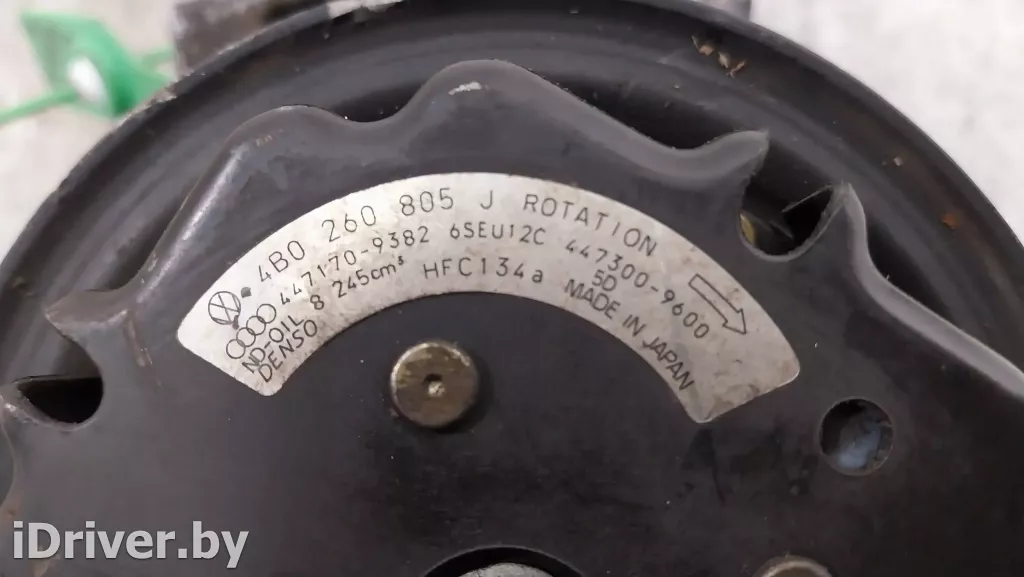 4B0 260 805 J ROTATION
447170-9382 6SEU12C 447300-9600
ND-OIL 8 245cm³ HFC134a 5D
DENSO MADE IN JAPAN
iDriver.by